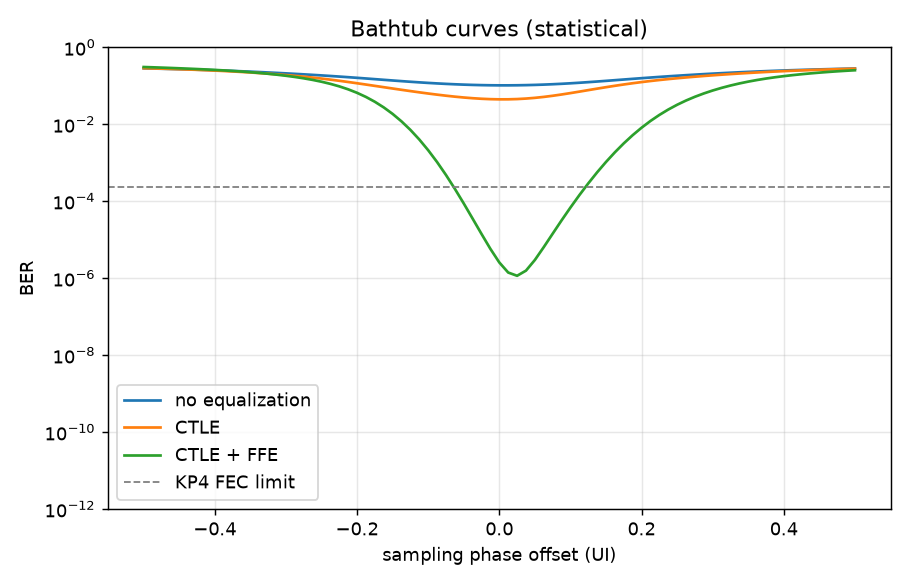 Bathtub curves (statistical)
BER
10⁰
10⁻²
10⁻⁴
10⁻⁶
10⁻⁸
10⁻¹⁰
10⁻¹²
no equalization
CTLE
CTLE + FFE
KP4 FEC limit
−0.4 −0.2 0.0 0.2 0.4
sampling phase offset (UI)